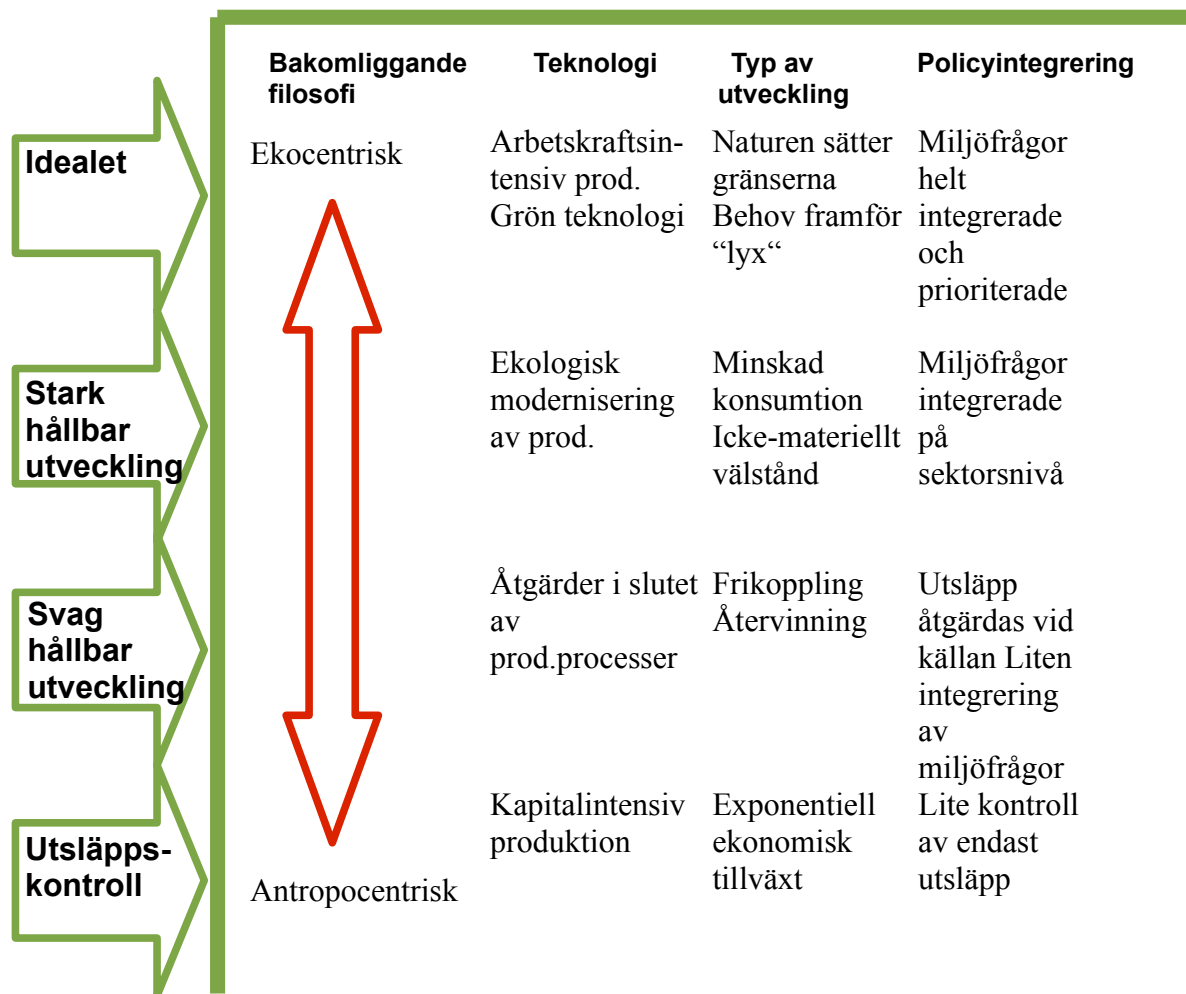 Bakomliggande
filosofi
Teknologi
Typ av
utveckling
Policyintegrering
Idealet
Ekocentrisk
Arbetskraftsin-
tensiv prod.
Grön teknologi
Naturen sätter
gränserna
Behov framför
“lyx“
Miljöfrågor
helt
integrerade
och
prioriterade
Stark
hållbar
utveckling
Ekologisk
modernisering
av prod.
Minskad
konsumtion
Icke-materiellt
välstånd
Miljöfrågor
integrerade
på
sektorsnivå
Svag
hållbar
utveckling
Åtgärder i slutet
av
prod.processer
Frikoppling
Återvinning
Utsläpp
åtgärdas vid
källan Liten
integrering
av
miljöfrågor
Utsläpps-
kontroll
Antropocentrisk
Kapitalintensiv
produktion
Exponentiell
ekonomisk
tillväxt
Lite kontroll
av endast
utsläpp